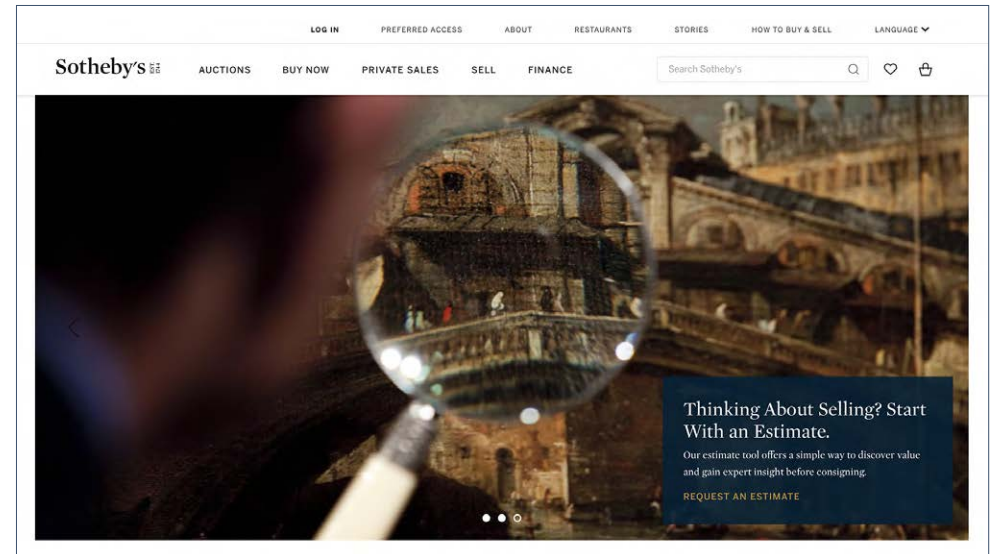 LOG IN PREFERRED ACCESS ABOUT RESTAURANTS STORIES HOW TO BUY & SELL LANGUAGE
Sotheby's EST 1744 AUCTIONS BUY NOW PRIVATE SALES SELL FINANCE Search Sotheby's
Thinking About Selling? Start
With an Estimate.
Our estimate tool offers a simple way to discover value
and gain expert insight before consigning.
REQUEST AN ESTIMATE